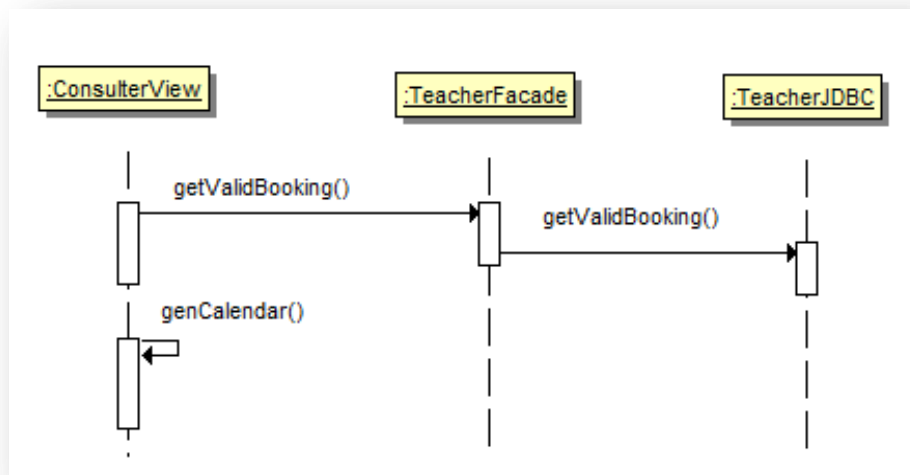 :ConsulterView
:TeacherFacade
:TeacherJDBC
getValidBooking()
getValidBooking()
genCalendar()